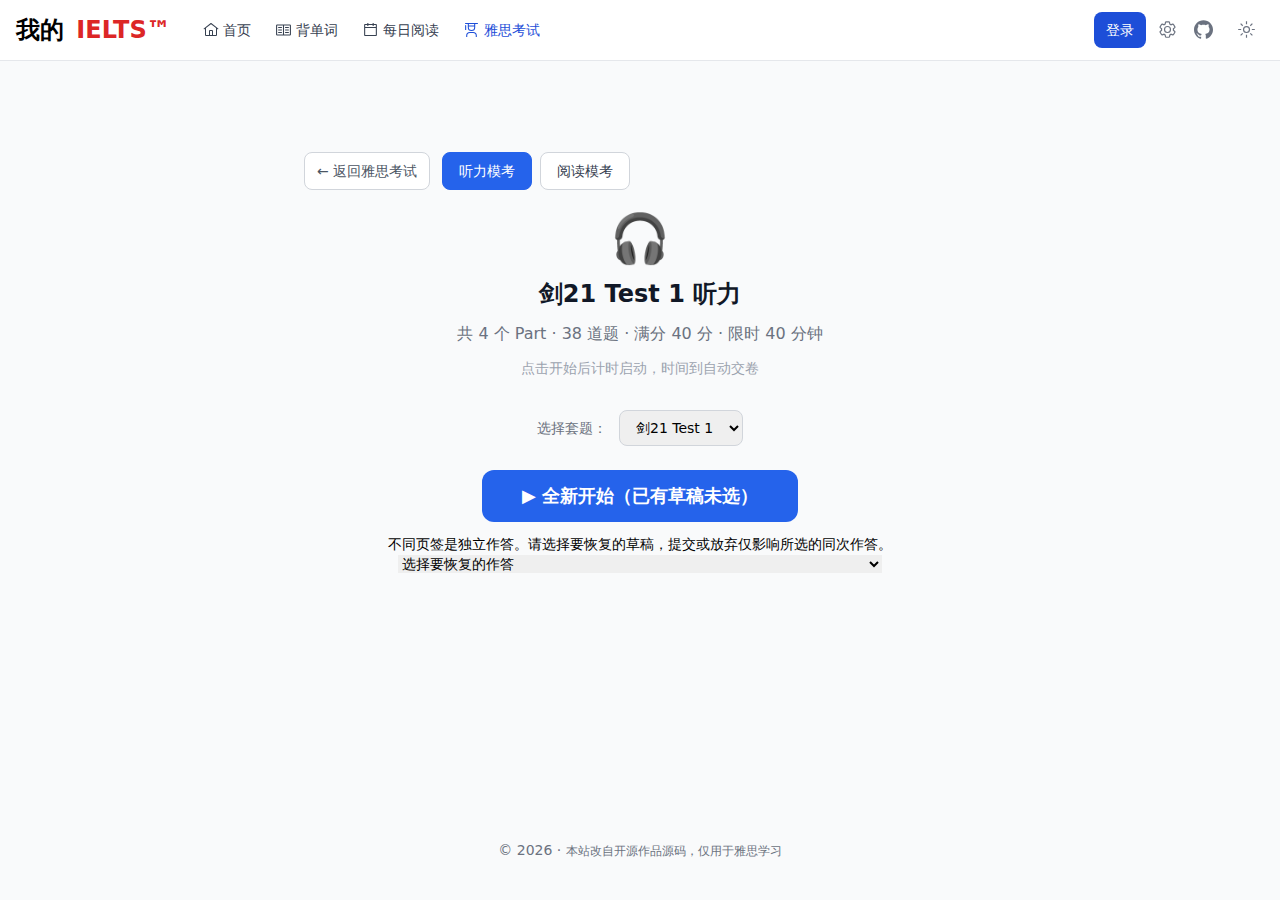 我的 IELTS™ 首页 背单词 每日阅读 雅思考试 登录
← 返回雅思考试 听力模考 阅读模考
剑21 Test 1 听力
共 4 个 Part · 38 道题 · 满分 40 分 · 限时 40 分钟
点击开始后计时启动，时间到自动交卷
选择套题： 剑21 Test 1
▶ 全新开始（已有草稿未选）
不同页签是独立作答。请选择要恢复的草稿，提交或放弃仅影响所选的同次作答。
选择要恢复的作答
© 2026 · 本站改自开源作品源码，仅用于雅思学习